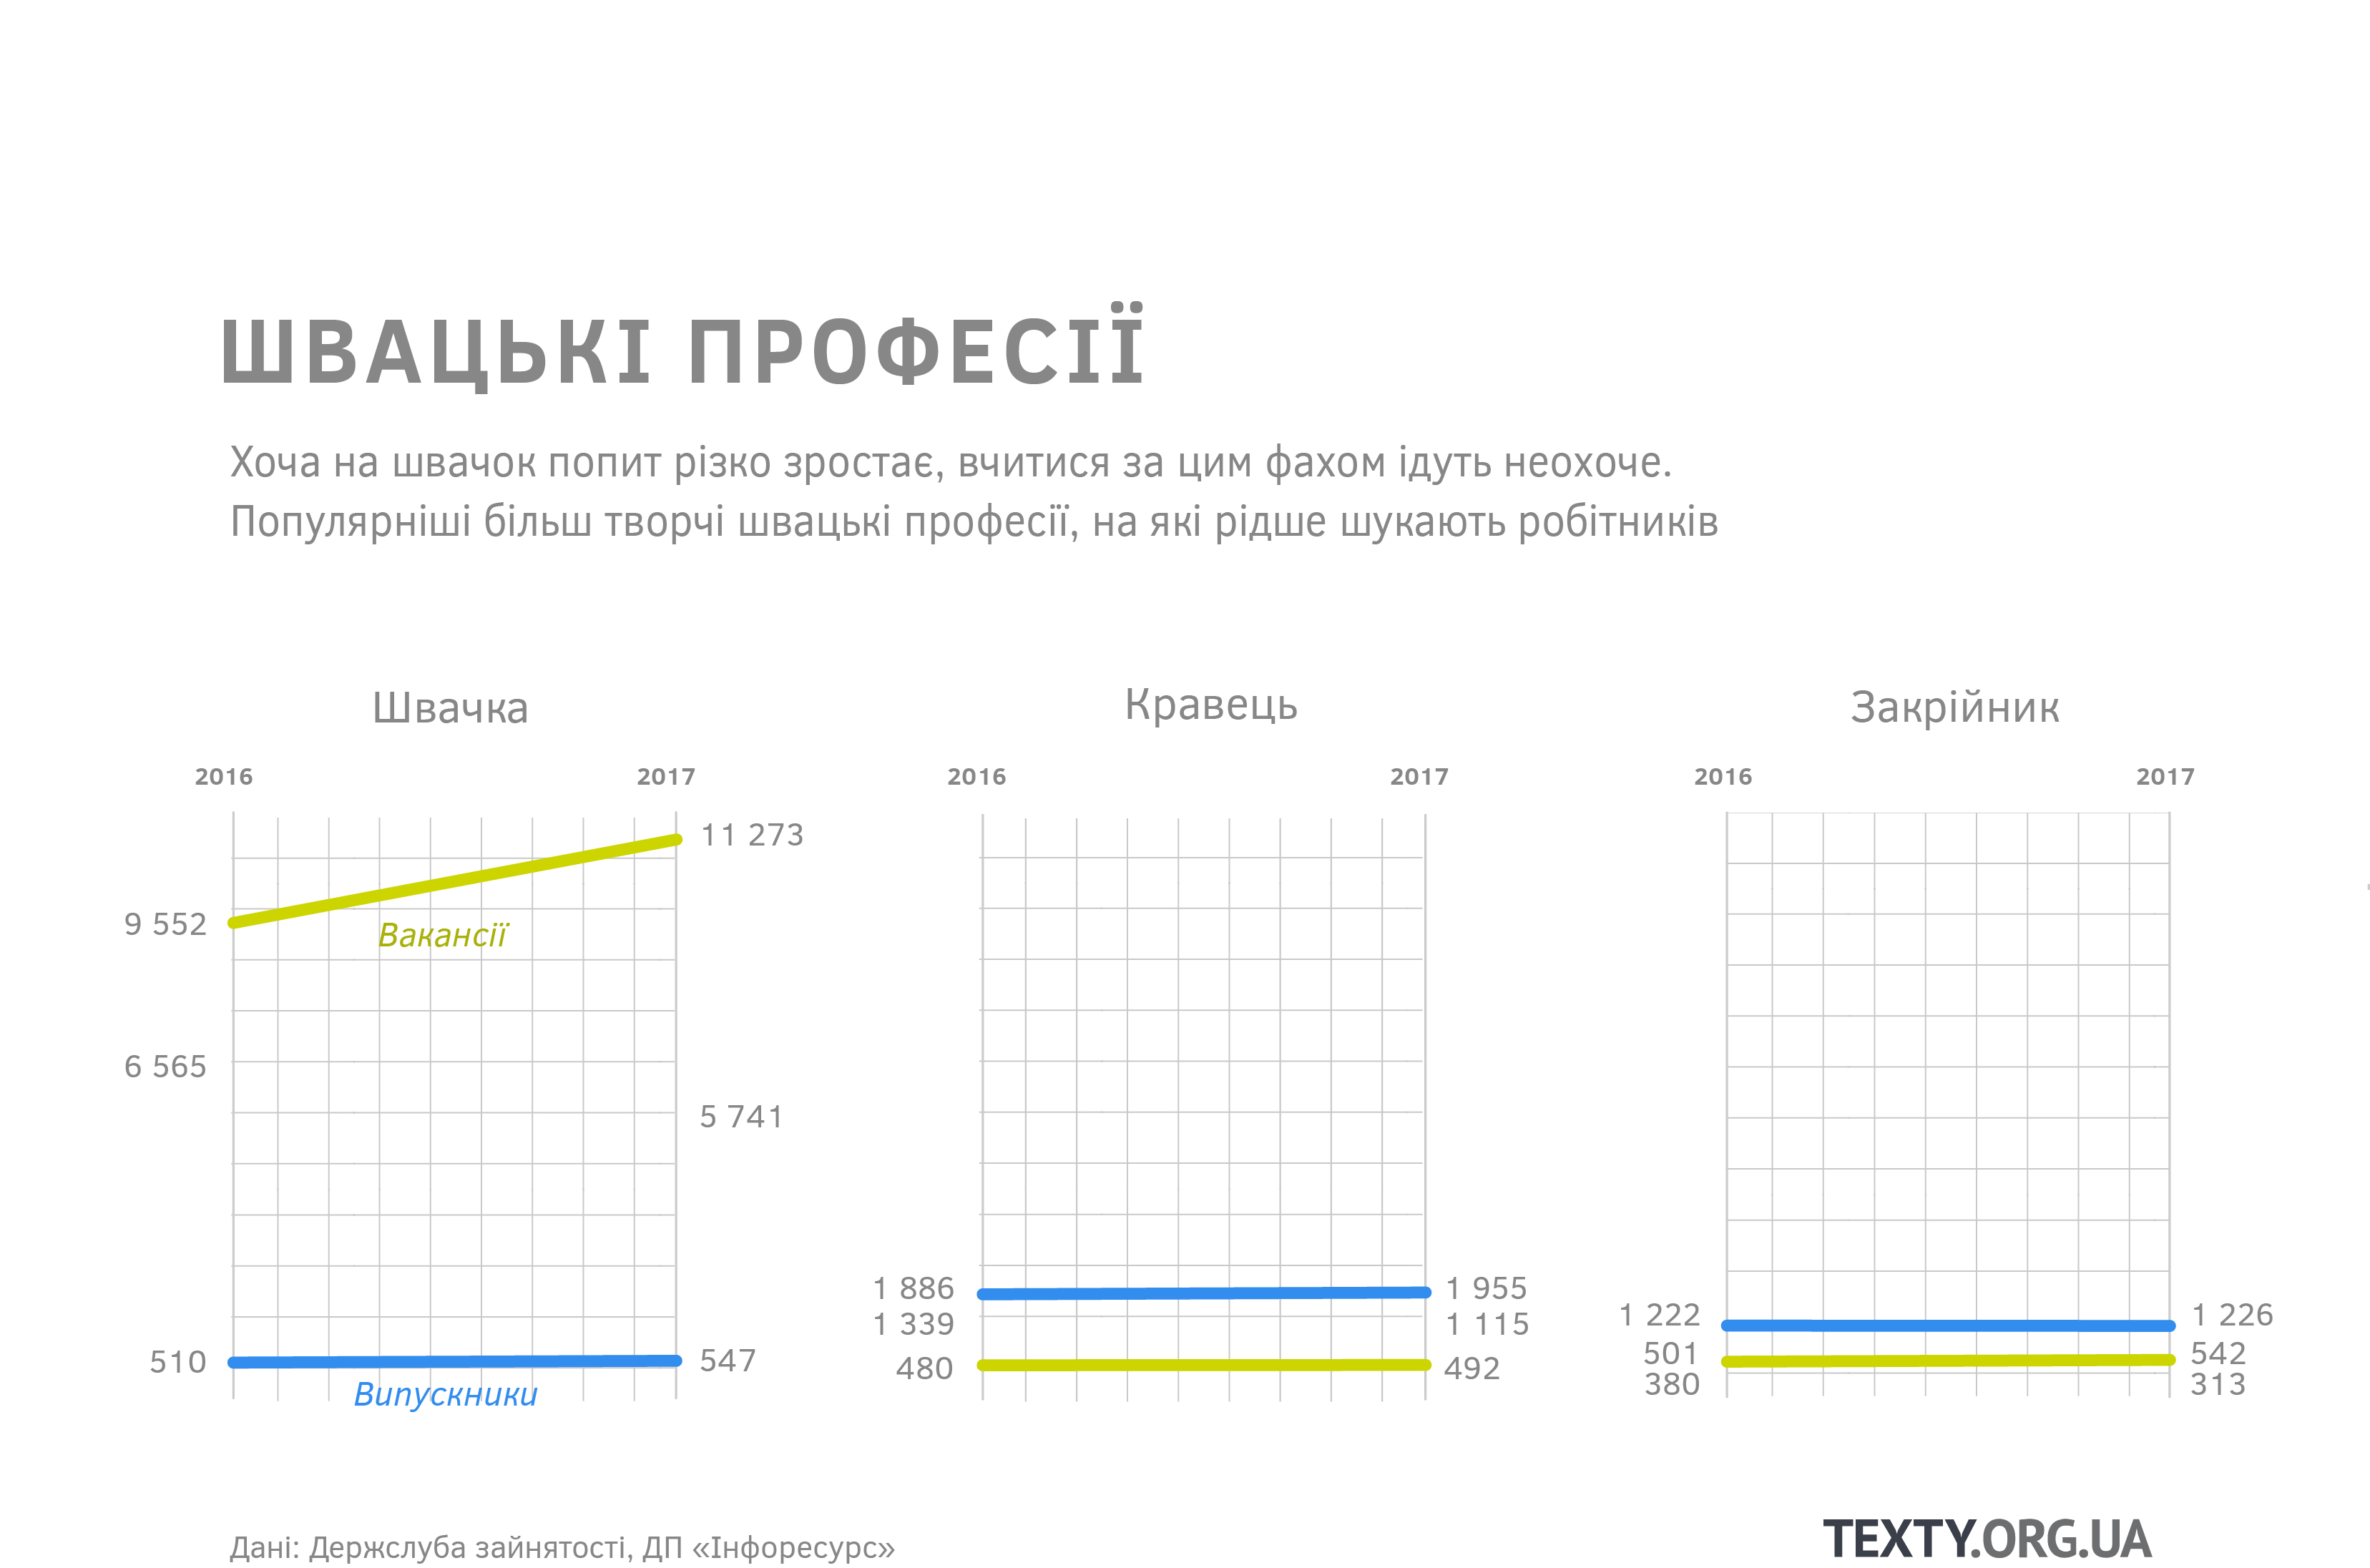 ШВАЦЬКІ ПРОФЕСІЇ
Хоча на швачок попит різко зростає, вчитися за цим фахом ідуть неохоче.
Популярніші більш творчі швацькі професії, на які рідше шукають робітників
Швачка
2016 2017
11 273
9 552
Вакансії
6 565
5 741
510
547
Випускники
Кравець
2016 2017
1 886 1 955
1 339 1 115
480 492
Закрійник
2016 2017
1 222 1 226
501 542
380 313
Дані: Держслуба зайнятості, ДП «Інфоресурс»
TEXTY.ORG.UA